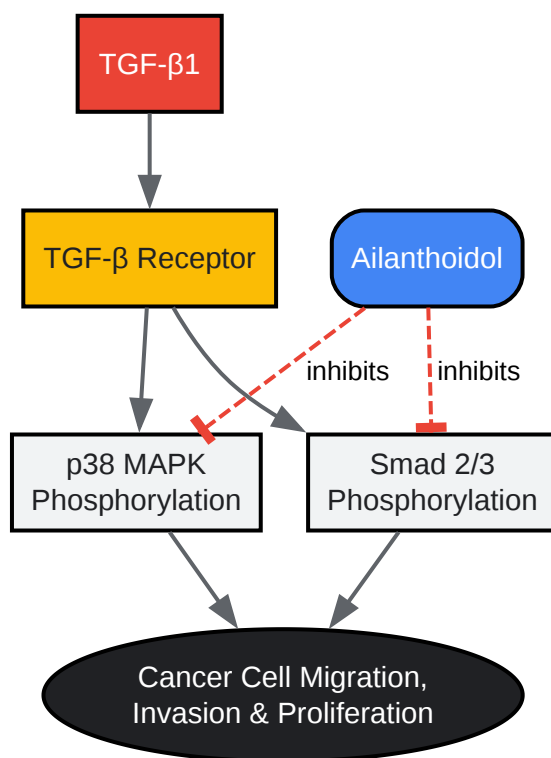 TGF-β1
TGF-β Receptor
Ailanthoidol
inhibits
inhibits
p38 MAPK
Phosphorylation
Smad 2/3
Phosphorylation
Cancer Cell Migration,
Invasion & Proliferation